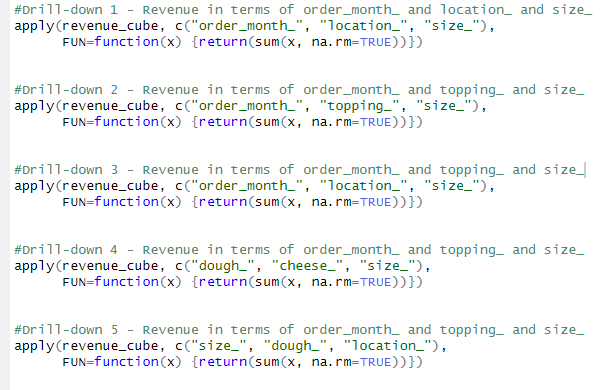 #Drill-down 1 - Revenue in terms of order_month_ and location_ and size_
apply(revenue_cube, c("order_month_", "location_", "size_"),
FUN=function(x) {return(sum(x, na.rm=TRUE))})
#Drill-down 2 - Revenue in terms of order_month_ and topping_ and size_
apply(revenue_cube, c("order_month_", "topping_", "size_"),
FUN=function(x) {return(sum(x, na.rm=TRUE))})
#Drill-down 3 - Revenue in terms of order_month_ and topping_ and size_
apply(revenue_cube, c("order_month_", "location_", "size_"),
FUN=function(x) {return(sum(x, na.rm=TRUE))})
#Drill-down 4 - Revenue in terms of order_month_ and topping_ and size_
apply(revenue_cube, c("dough_", "cheese_", "size_"),
FUN=function(x) {return(sum(x, na.rm=TRUE))})
#Drill-down 5 - Revenue in terms of order_month_ and topping_ and size_
apply(revenue_cube, c("size_", "dough_", "location_"),
FUN=function(x) {return(sum(x, na.rm=TRUE))})